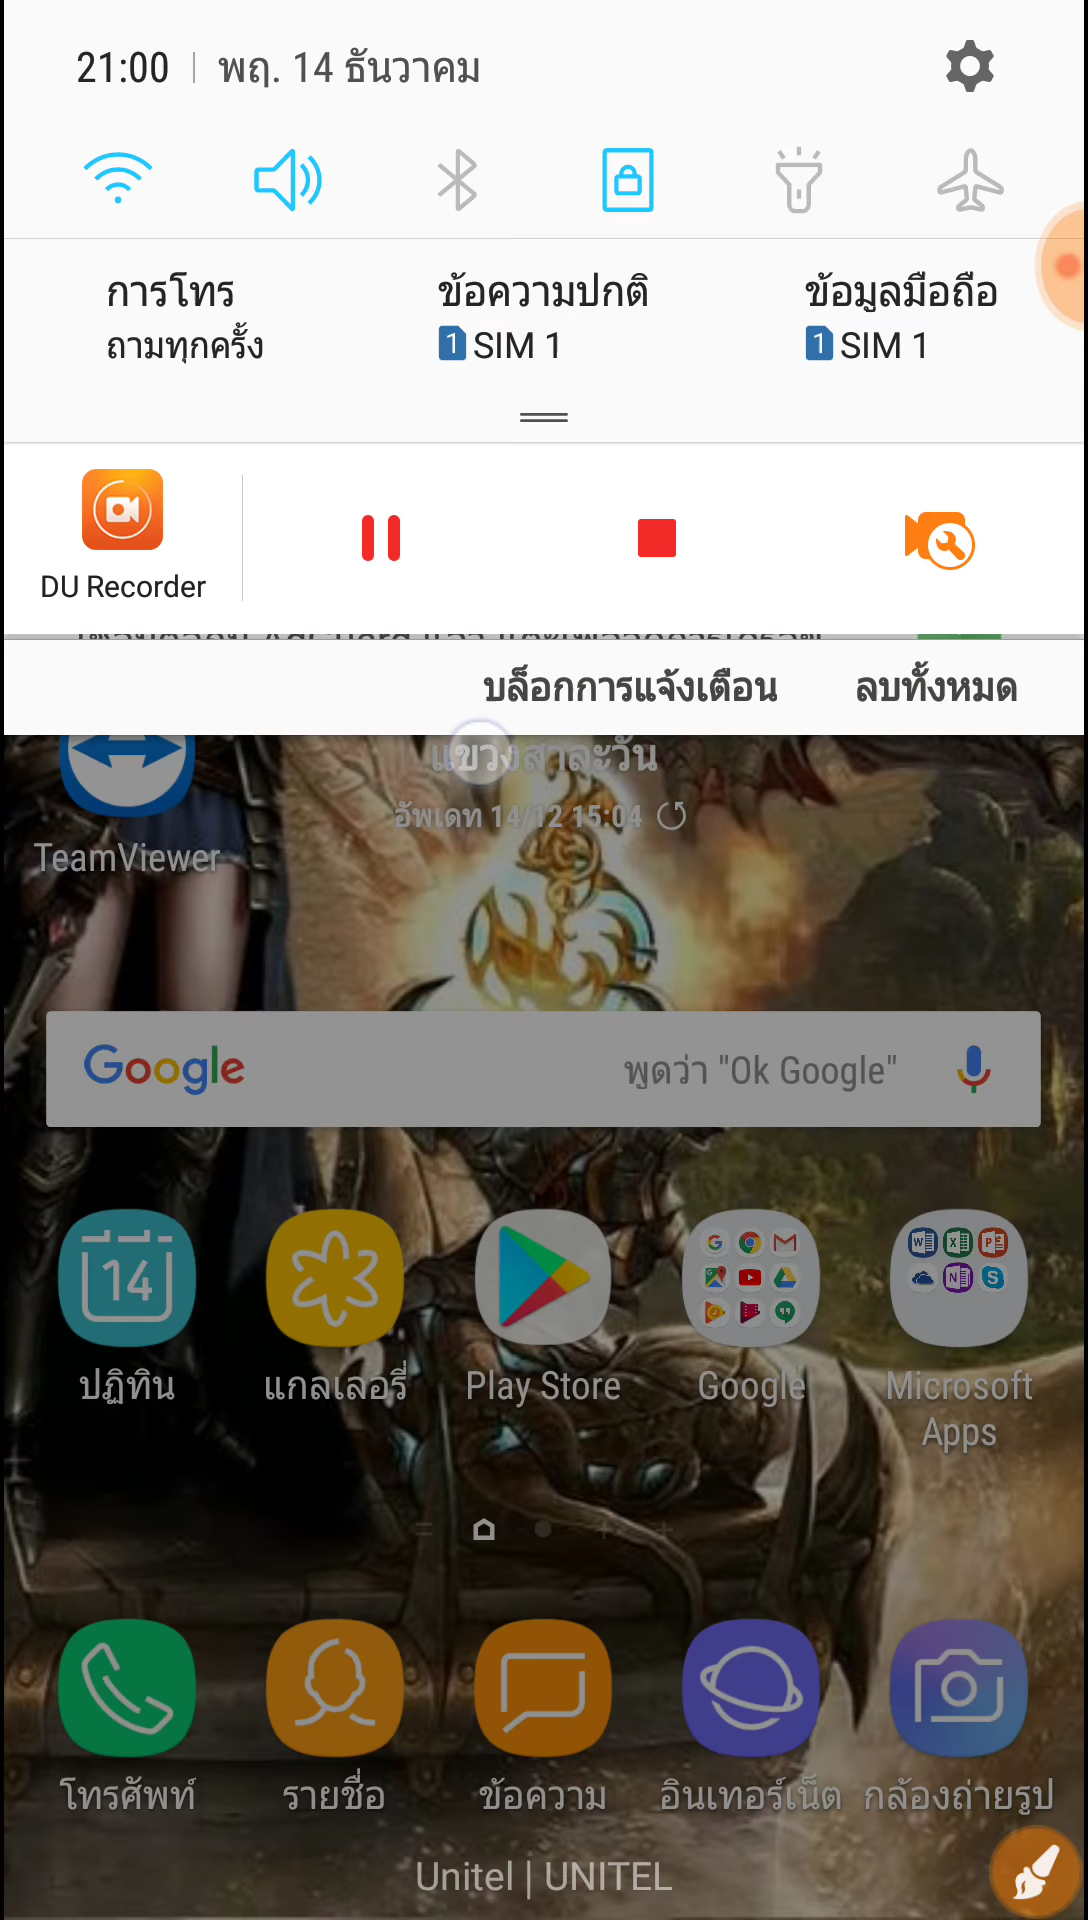 21:00 | พฤ. 14 ธันวาคม
การโทร
ถามทุกครั้ง
ข้อความปกติ
1 SIM 1
ข้อมูลมือถือ
1 SIM 1
DU Recorder
บล็อกการแจ้งเตือน
ลบทั้งหมด
แขวงสาละวัน
อัพเดท 14/12 15:04
TeamViewer
Google
พูดว่า "Ok Google"
14
ปฏิทิน
แกลเลอรี่
Play Store
Google
Microsoft
Apps
โทรศัพท์
รายชื่อ
ข้อความ
อินเทอร์เน็ต
กล้องถ่ายรูป
Unitel | UNITEL